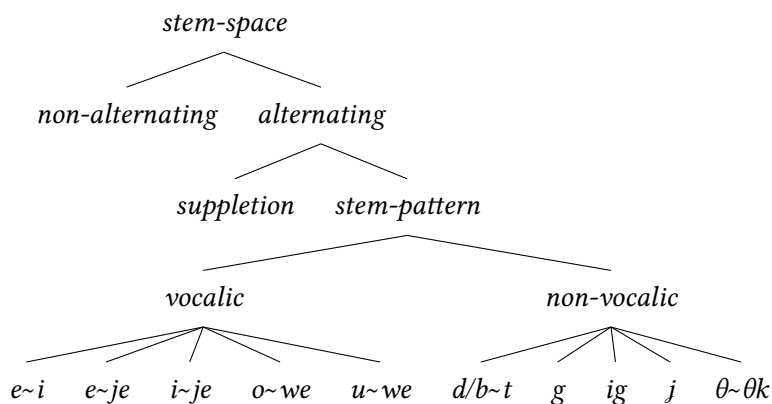 stem-space
non-alternating alternating
suppletion stem-pattern
vocalic non-vocalic
e~i e~je i~je o~we u~we d/b~t g ig ɟ θ~θk